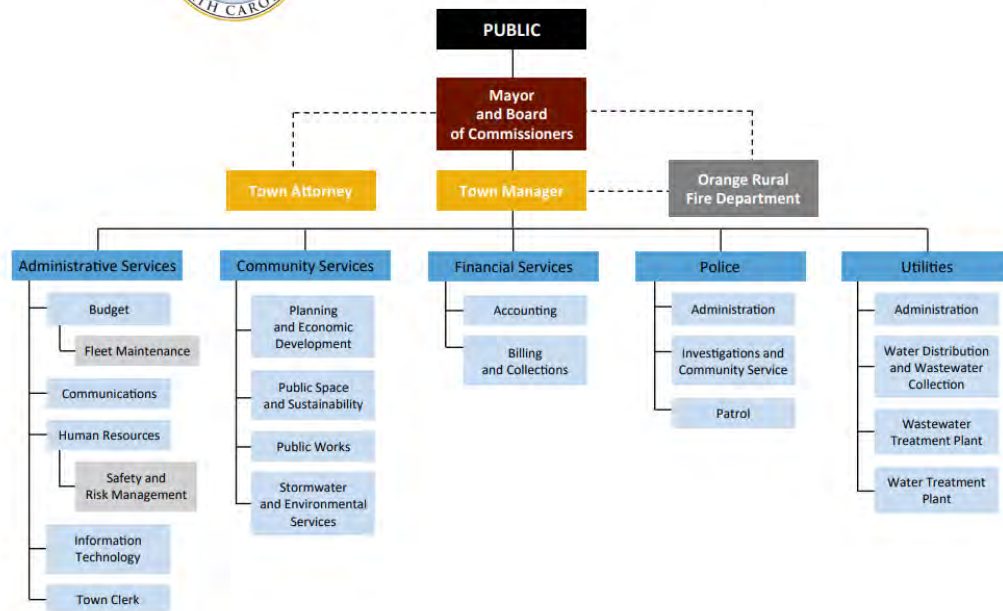 TH CARO
PUBLIC
Mayor
and Board
of Commissioners
Town Attorney
Town Manager
Orange Rural
Fire Department
Administrative Services
Community Services
Financial Services
Police
Utilities
Budget
Fleet Maintenance
Communications
Human Resources
Safety and
Risk Management
Information
Technology
Town Clerk
Planning
and Economic
Development
Public Space
and Sustainability
Public Works
Stormwater
and Environmental
Services
Accounting
Billing
and Collections
Administration
Investigations and
Community Service
Patrol
Administration
Water Distribution
and Wastewater
Collection
Wastewater
Treatment Plant
Water Treatment
Plant